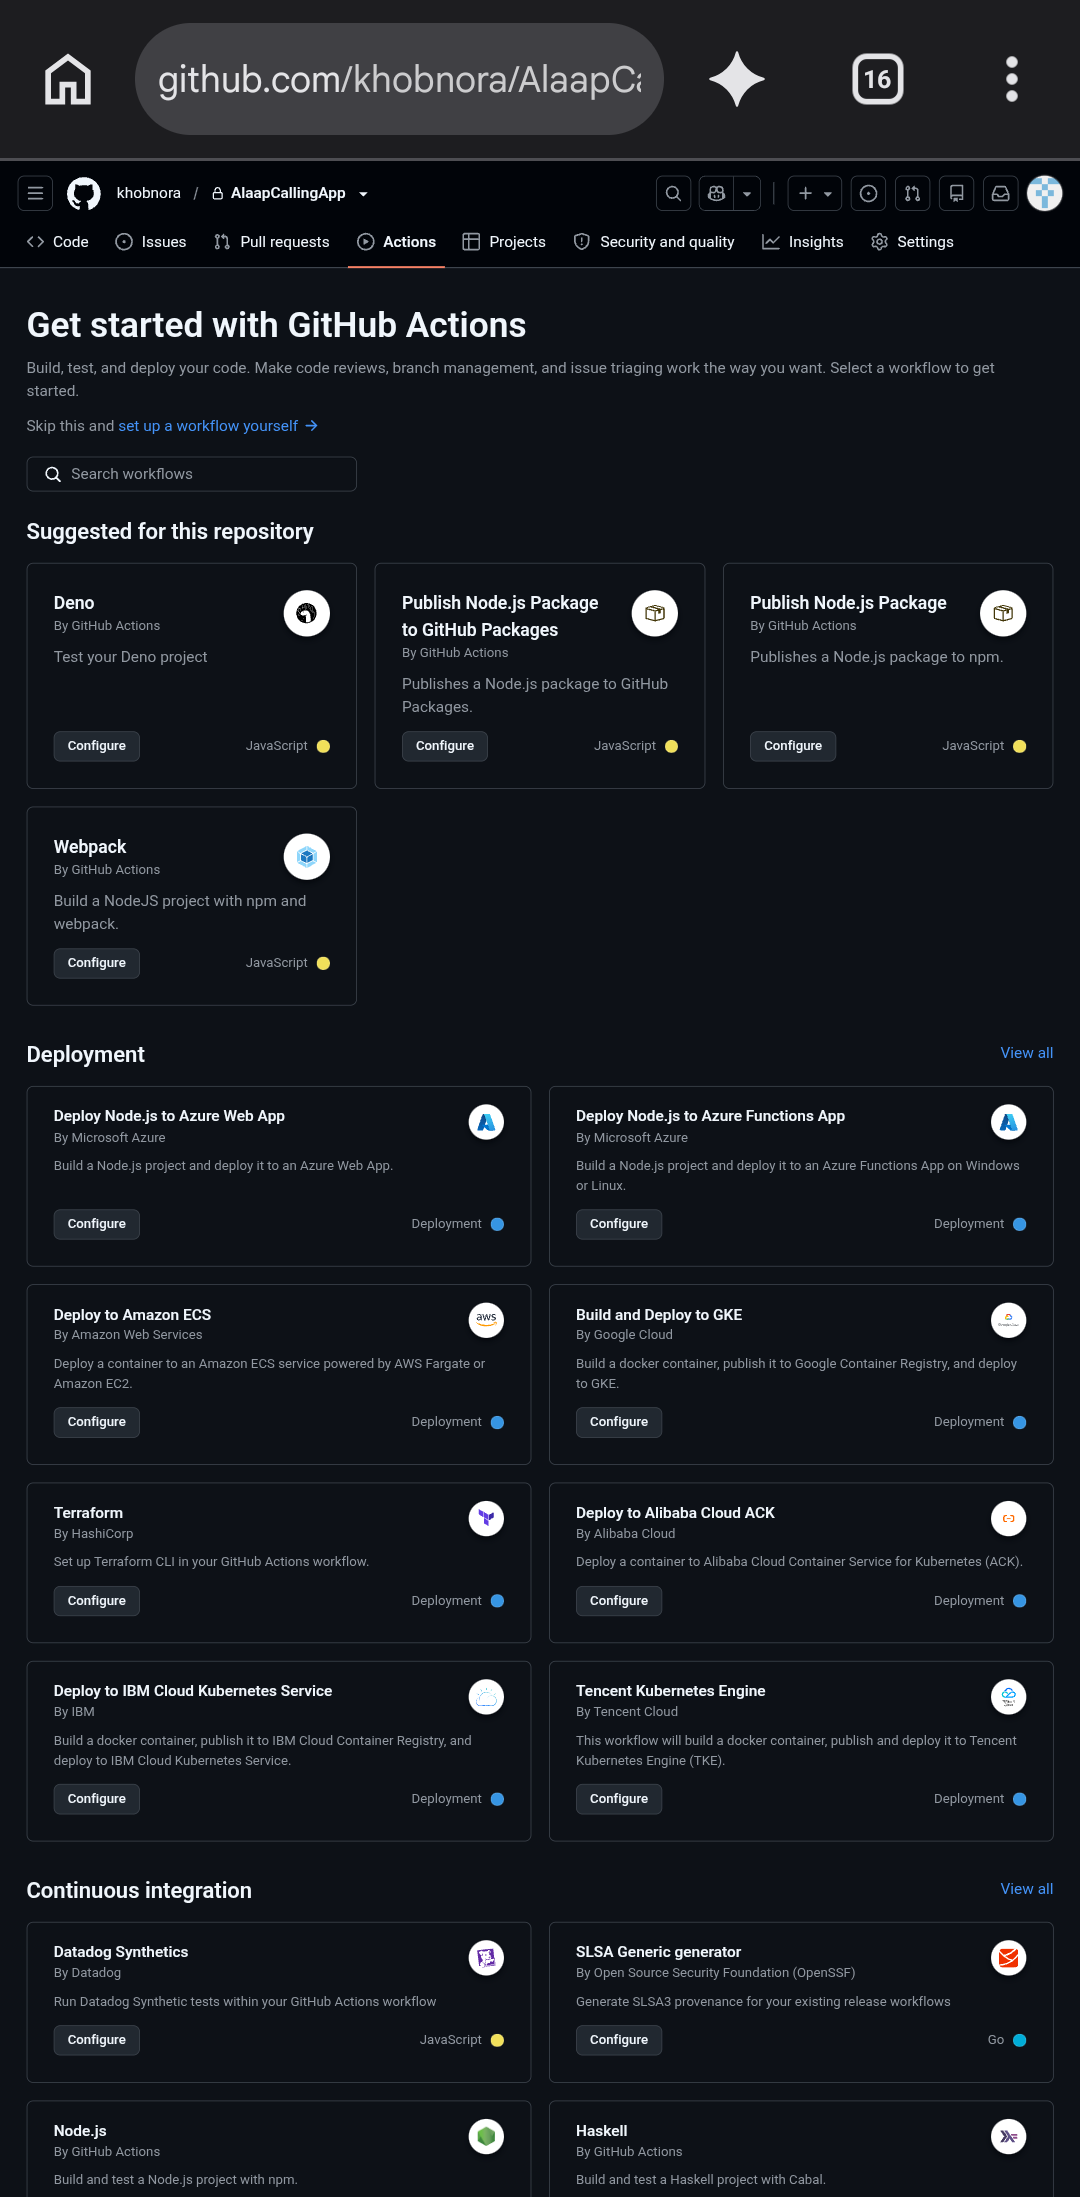 github.com/khobnora/AlaapCa
16
khobnora / AlaapCallingApp
Code Issues Pull requests Actions Projects Security and quality Insights Settings
Get started with GitHub Actions
Build, test, and deploy your code. Make code reviews, branch management, and issue triaging work the way you want. Select a workflow to get
started.
Skip this and set up a workflow yourself →
Search workflows
Suggested for this repository
Deno
By GitHub Actions
Test your Deno project
Configure
JavaScript
Publish Node.js Package
to GitHub Packages
By GitHub Actions
Publishes a Node.js package to GitHub
Packages.
Configure
JavaScript
Publish Node.js Package
By GitHub Actions
Publishes a Node.js package to npm.
Configure
JavaScript
Webpack
By GitHub Actions
Build a NodeJS project with npm and
webpack.
Configure
JavaScript
Deployment
View all
Deploy Node.js to Azure Web App
By Microsoft Azure
Build a Node.js project and deploy it to an Azure Web App.
Configure
Deployment
Deploy Node.js to Azure Functions App
By Microsoft Azure
Build a Node.js project and deploy it to an Azure Functions App on Windows
or Linux.
Configure
Deployment
Deploy to Amazon ECS
By Amazon Web Services
aws
Deploy a container to an Amazon ECS service powered by AWS Fargate or
Amazon EC2.
Configure
Deployment
Build and Deploy to GKE
By Google Cloud
Build a docker container, publish it to Google Container Registry, and deploy
to GKE.
Configure
Deployment
Terraform
By HashiCorp
Set up Terraform CLI in your GitHub Actions workflow.
Configure
Deployment
Deploy to Alibaba Cloud ACK
By Alibaba Cloud
Deploy a container to Alibaba Cloud Container Service for Kubernetes (ACK).
Configure
Deployment
Deploy to IBM Cloud Kubernetes Service
By IBM
Build a docker container, publish it to IBM Cloud Container Registry, and
deploy to IBM Cloud Kubernetes Service.
Configure
Deployment
Tencent Kubernetes Engine
By Tencent Cloud
This workflow will build a docker container, publish and deploy it to Tencent
Kubernetes Engine (TKE).
Configure
Deployment
Continuous integration
View all
Datadog Synthetics
By Datadog
Run Datadog Synthetic tests within your GitHub Actions workflow
Configure
JavaScript
SLSA Generic generator
By Open Source Security Foundation (OpenSSF)
Generate SLSA3 provenance for your existing release workflows
Configure
Go
Node.js
By GitHub Actions
Build and test a Node.js project with npm.
Haskell
By GitHub Actions
Build and test a Haskell project with Cabal.